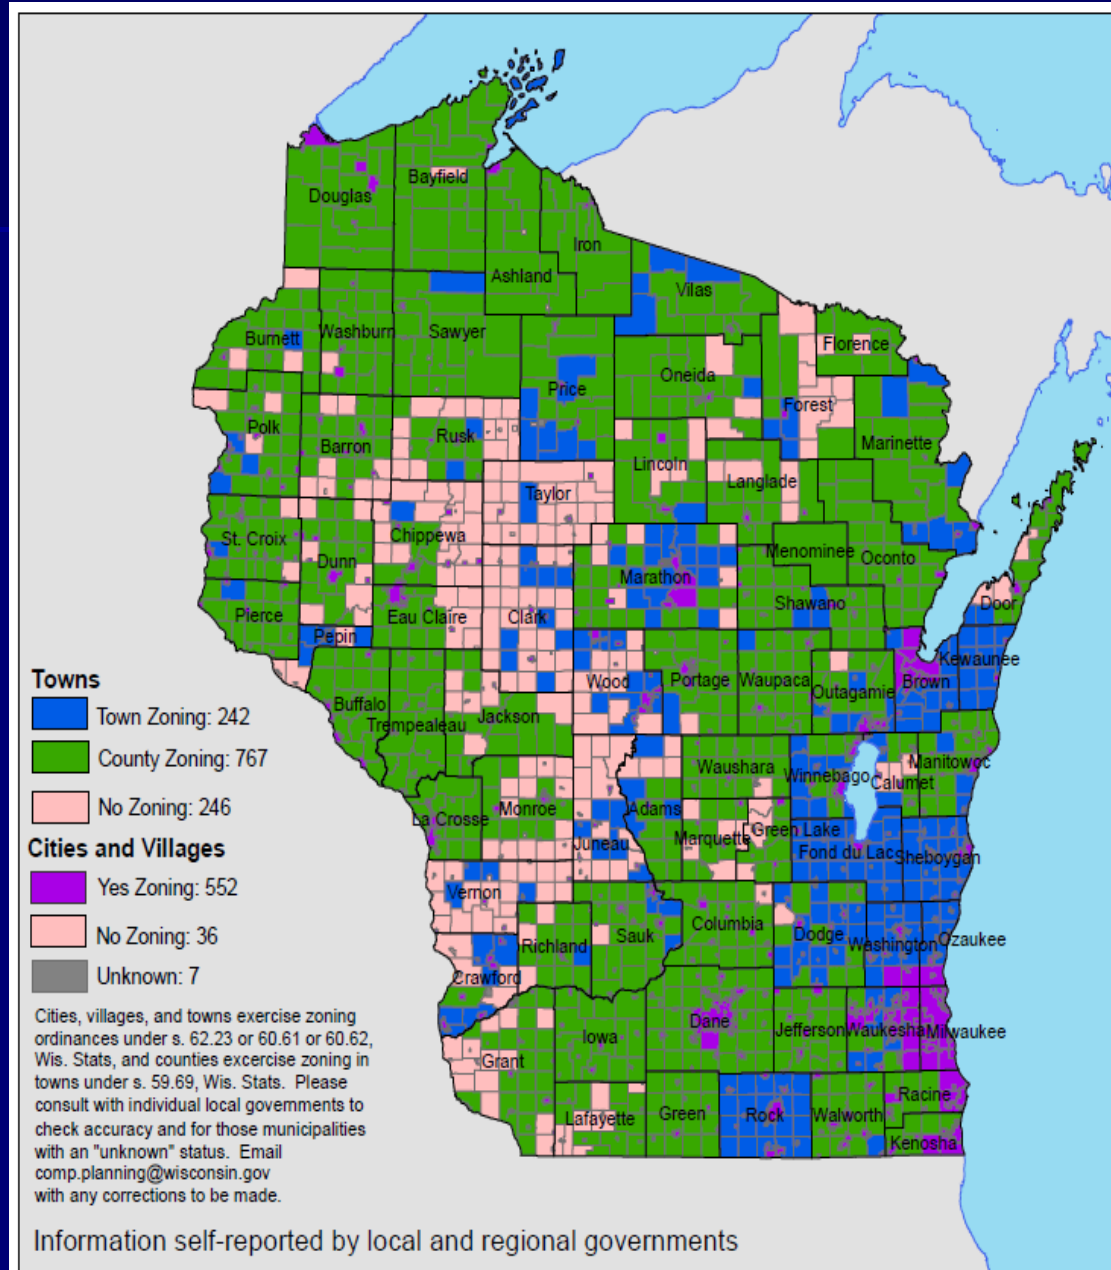 Douglas
Bayfield
Iron
Ashland
Vilas
Burnett
Washburn
Sawyer
Florence
Price
Oneida
Forest
Polk
Rusk
Barron
Marinette
Lincoln
Langlade
Taylor
St. Croix
Chippewa
Dunn
Menominee
Oconto
Marathon
Pierce
Eau Claire
Clark
Shawano
Door
Pepin
Kewaunee
Wood
Portage
Waupaca
Outagamie
Brown
Buffalo
Trempealeau
Jackson
Waushara
Winnebago
Calumet
Manitowoc
La Crosse
Monroe
Adams
Juneau
Marquette
Green Lake
Fond du Lac
Sheboygan
Vernon
Richland
Sauk
Columbia
Dodge
Washington
Ozaukee
Crawford
Iowa
Dane
Jefferson
Waukesha
Milwaukee
Grant
Lafayette
Green
Rock
Walworth
Racine
Kenosha
Towns
Town Zoning: 242
County Zoning: 767
No Zoning: 246
Cities and Villages
Yes Zoning: 552
No Zoning: 36
Unknown: 7
Cities, villages, and towns exercise zoning
ordinances under s. 62.23 or 60.61 or 60.62,
Wis. Stats, and counties excercise zoning in
towns under s. 59.69, Wis. Stats. Please
consult with individual local governments to
check accuracy and for those municipalities
with an "unknown" status. Email
comp.planning@wisconsin.gov
with any corrections to be made.
Information self-reported by local and regional governments